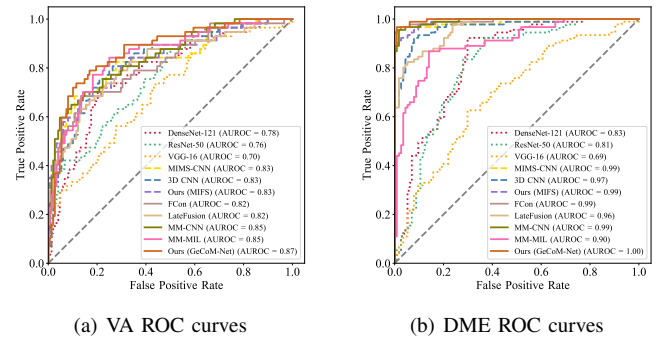 1.0
0.8
0.6
0.4
0.2
0.0
True Positive Rate
0.0 0.2 0.4 0.6 0.8 1.0
False Positive Rate
DenseNet-121 (AUROC = 0.78)
ResNet-50 (AUROC = 0.76)
VGG-16 (AUROC = 0.70)
MIMS-CNN (AUROC = 0.83)
3D CNN (AUROC = 0.83)
Ours (MIFS) (AUROC = 0.83)
FCon (AUROC = 0.82)
LateFusion (AUROC = 0.82)
MM-CNN (AUROC = 0.85)
MM-MIL (AUROC = 0.85)
Ours (GeCoM-Net) (AUROC = 0.87)
(a) VA ROC curves
1.0
0.8
0.6
0.4
0.2
0.0
True Positive Rate
0.0 0.2 0.4 0.6 0.8 1.0
False Positive Rate
DenseNet-121 (AUROC = 0.83)
ResNet-50 (AUROC = 0.81)
VGG-16 (AUROC = 0.69)
MIMS-CNN (AUROC = 0.99)
3D CNN (AUROC = 0.97)
Ours (MIFS) (AUROC = 0.99)
FCon (AUROC = 0.99)
LateFusion (AUROC = 0.96)
MM-CNN (AUROC = 0.99)
MM-MIL (AUROC = 0.90)
Ours (GeCoM-Net) (AUROC = 1.00)
(b) DME ROC curves